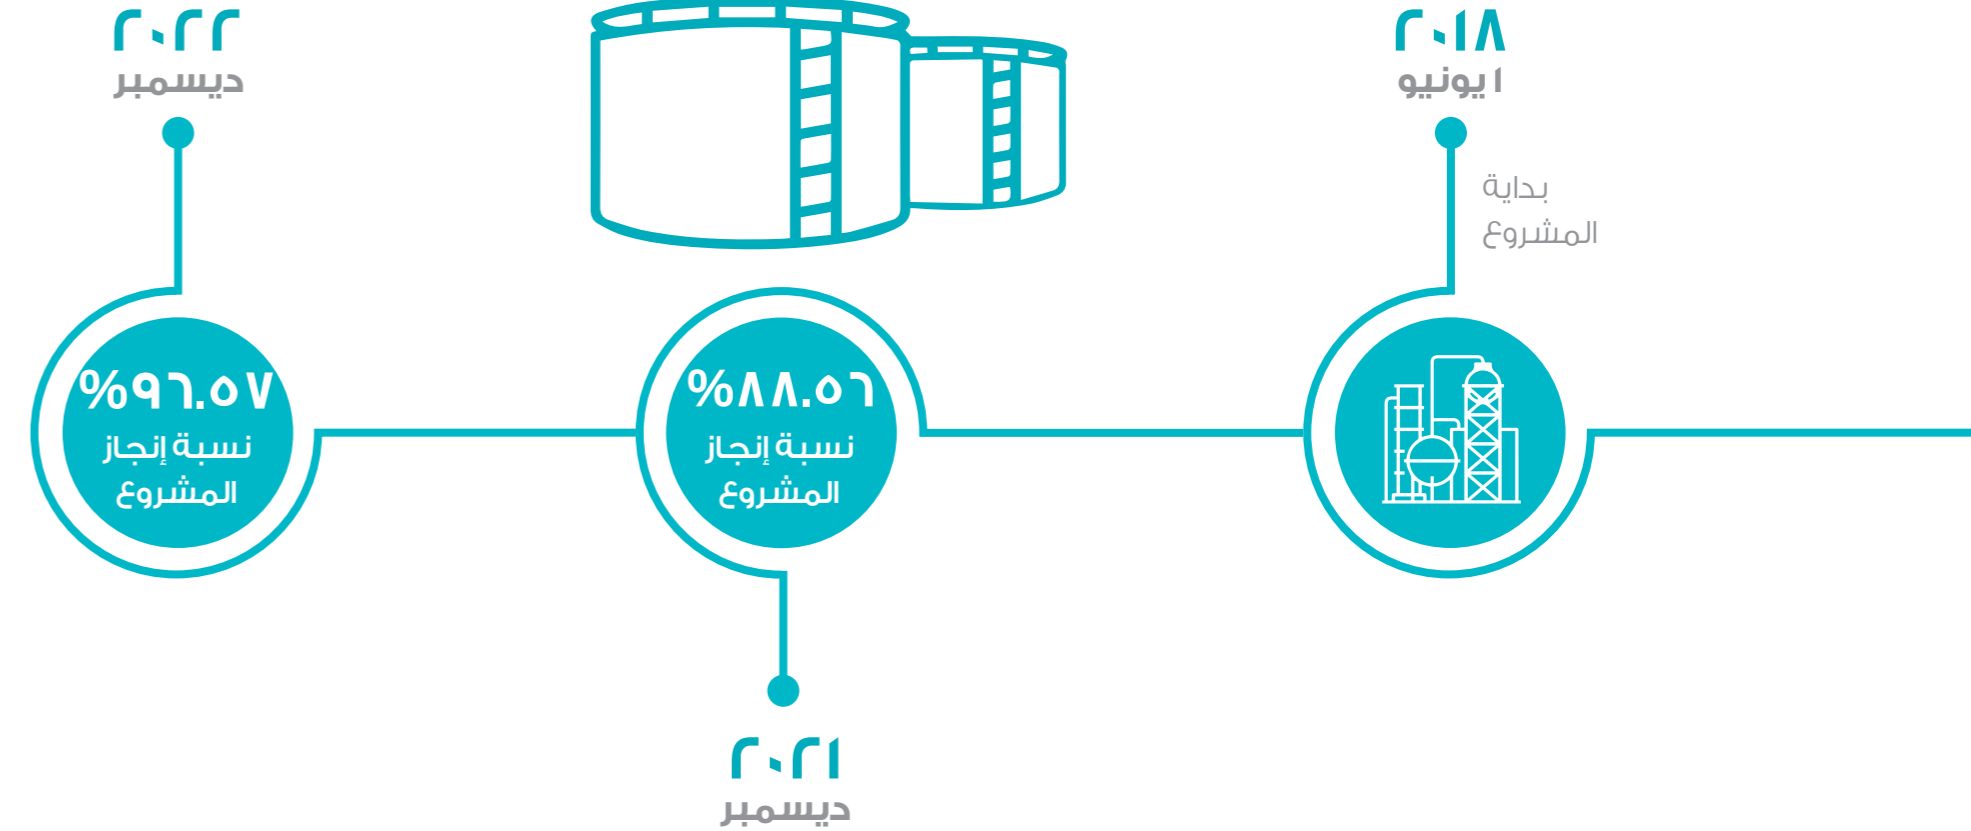 ٢٠١٨
١ يونيو
بداية
المشروع
%٨٨.٥٦
نسبة إنجاز
المشروع
٢٠٢١
ديسمبر
٢٠٢٢
ديسمبر
%٩٦.٥٧
نسبة إنجاز
المشروع